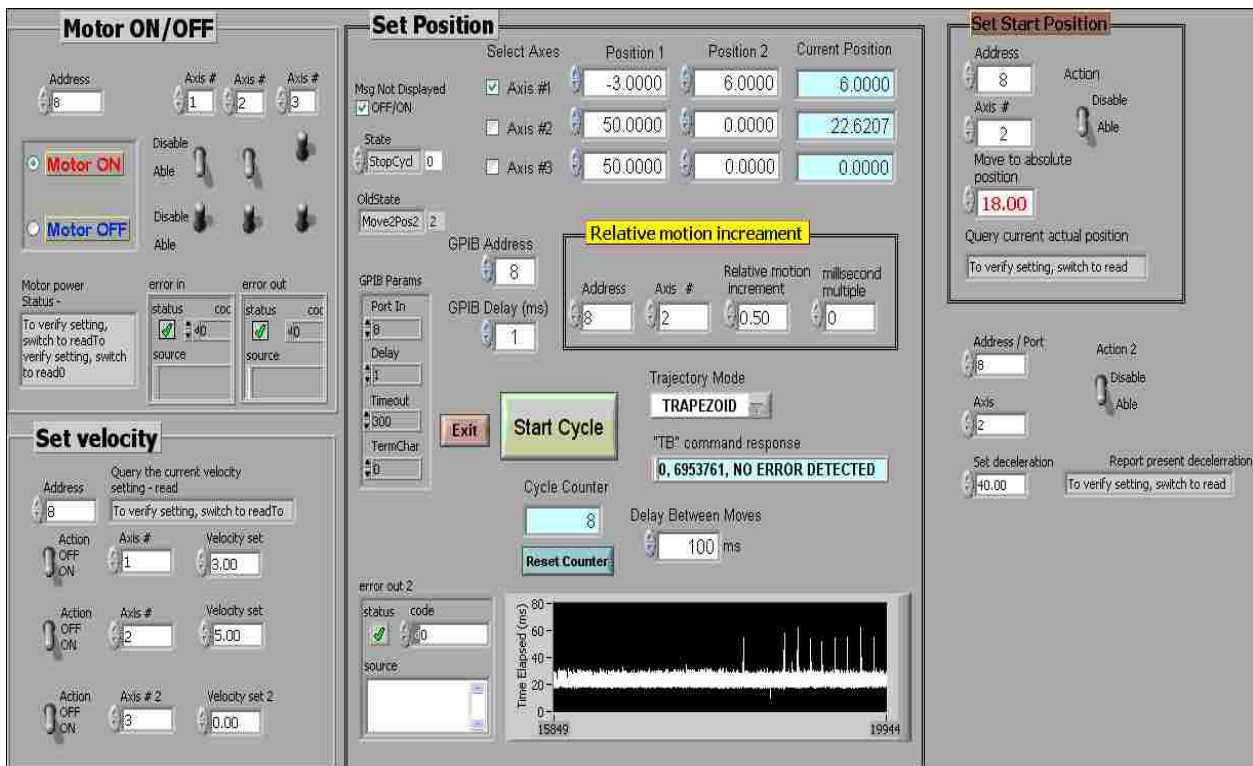 Motor ON/OFF
Address
8
Axis #
1
Axis #
2
Axis #
3
Motor ON
Motor OFF
Disable
Able
Disable
Able
Motor power
Status -
To verify setting,
switch to readTo
verify setting, switch
to read0
error in
status
coc
d0
source
error out
status
coc
d0
source
Set velocity
Query the current velocity
setting - read
Address
8
To verify setting, switch to readTo
Action
OFF
ON
Axis #
1
Velocity set
3.00
Action
OFF
ON
Axis #
2
Velocity set
5.00
Action
OFF
ON
Axis # 2
3
Velocity set 2
0.00
Set Position
Select Axes
Position 1
Position 2
Current Position
Axis #1
-3.0000
6.0000
6.0000
Axis #2
50.0000
0.0000
22.6207
Axis #3
50.0000
0.0000
0.0000
Msg Not Displayed
OFF/ON
State
StopCycl
0
OldState
Move2Pos2
2
GPIB Address
8
GPIB Delay (ms)
1
GPIB Params
Port In
8
Delay
1
Timeout
300
TermChar
0
Relative motion increament
Address
8
Axis #
2
Relative motion
increment
0.50
millsecond
multiple
0
Exit
Start Cycle
Trajectory Mode
TRAPEZOID
"TB" command response
0, 6953761, NO ERROR DETECTED
Cycle Counter
8
Reset Counter
Delay Between Moves
100 ms
error out 2
status
code
d0
source
Time Elapsed (ms)
80
60
40
20
0
15849
19944
Set Start Position
Address
8
Axis #
2
Action
Disable
Able
Move to absolute
position
18.00
Query current actual position
To verify setting, switch to read
Address / Port
8
Action 2
Disable
Able
Axis
2
Set deceleration
40.00
Report present decelerration
To verify setting, switch to read